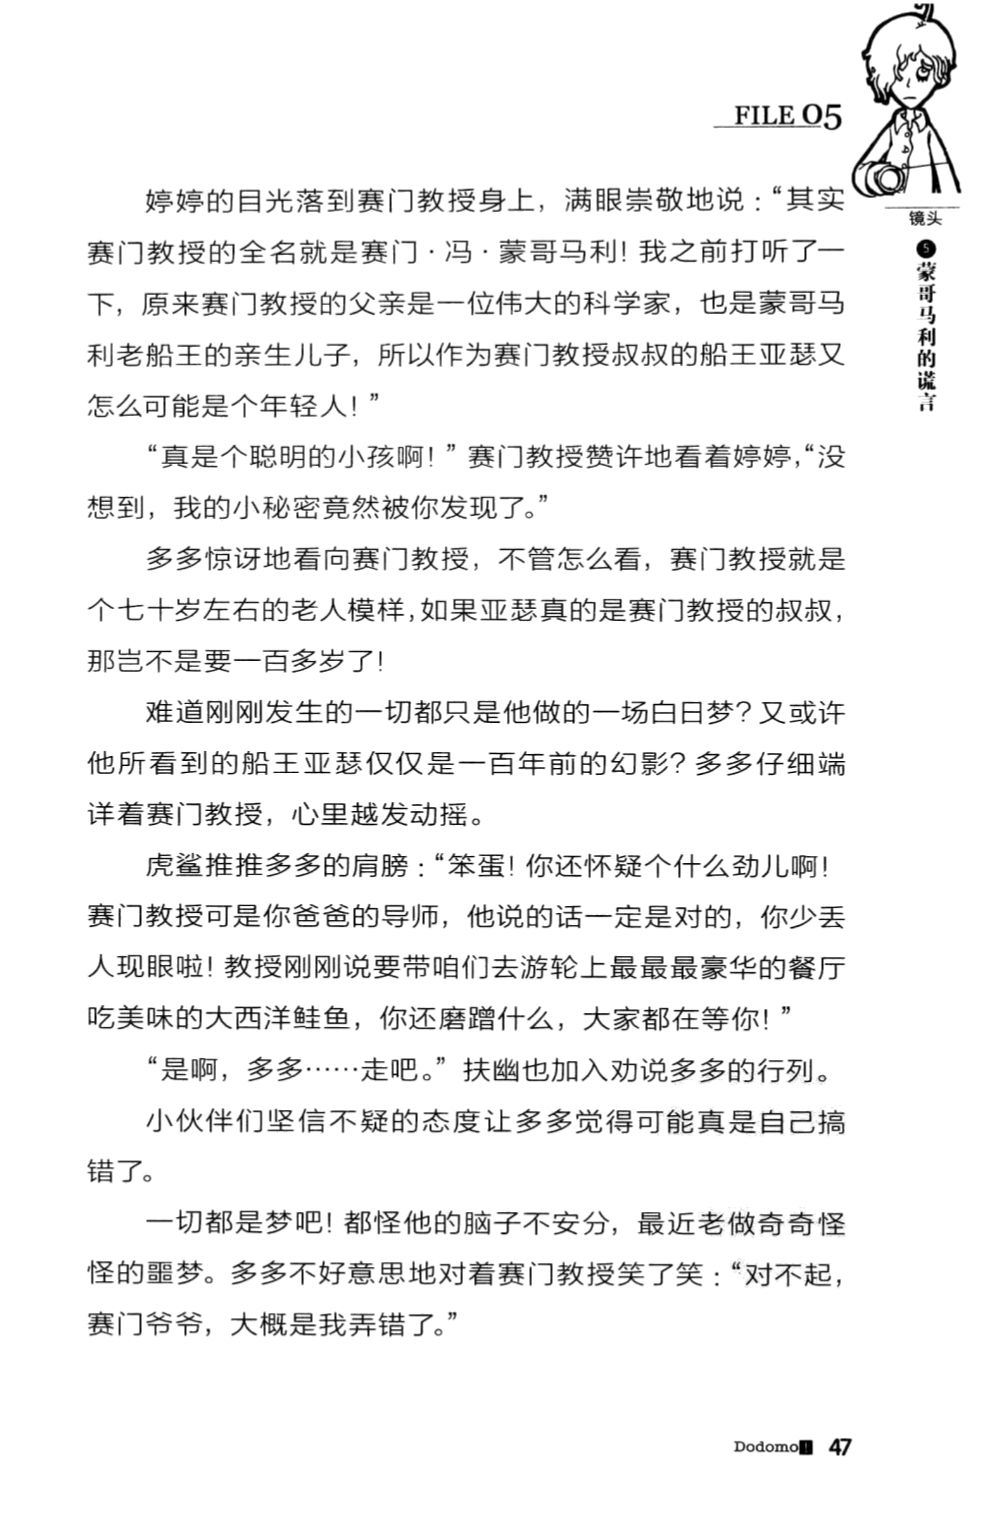 FILE 05
镜头
5
蒙哥马利的谎言
婷婷的目光落到赛门教授身上，满眼崇敬地说：“其实
赛门教授的全名就是赛门·冯·蒙哥马利！我之前打听了一
下，原来赛门教授的父亲是一位伟大的科学家，也是蒙哥马
利老船王的亲生儿子，所以作为赛门教授叔叔的船王亚瑟又
怎么可能是个年轻人！”
“真是个聪明的小孩啊！”赛门教授赞许地看着婷婷，“没
想到，我的小秘密竟然被你发现了。”
多多惊讶地看向赛门教授，不管怎么看，赛门教授就是
个七十岁左右的老人模样，如果亚瑟真的是赛门教授的叔叔，
那岂不是要一百多岁了！
难道刚刚发生的一切都只是他做的一场白日梦？又或许
他所看到的船王亚瑟仅仅是一百年前的幻影？多多仔细端
详着赛门教授，心里越发动摇。
虎鲨推推多多的肩膀：“笨蛋！你还怀疑个什么劲儿啊！
赛门教授可是你爸爸的导师，他说的话一定是对的，你少丢
人现眼啦！教授刚刚说要带咱们去游轮上最最最豪华的餐厅
吃美味的大西洋鲑鱼，你还磨蹭什么，大家都在等你！”
“是啊，多多……走吧。”扶幽也加入劝说多多的行列。
小伙伴们坚信不疑的态度让多多觉得可能真是自己搞
错了。
一切都是梦吧！都怪他的脑子不安分，最近老做奇奇怪
怪的噩梦。多多不好意思地对着赛门教授笑了笑：“对不起，
赛门爷爷，大概是我弄错了。”
Dodomo! 47